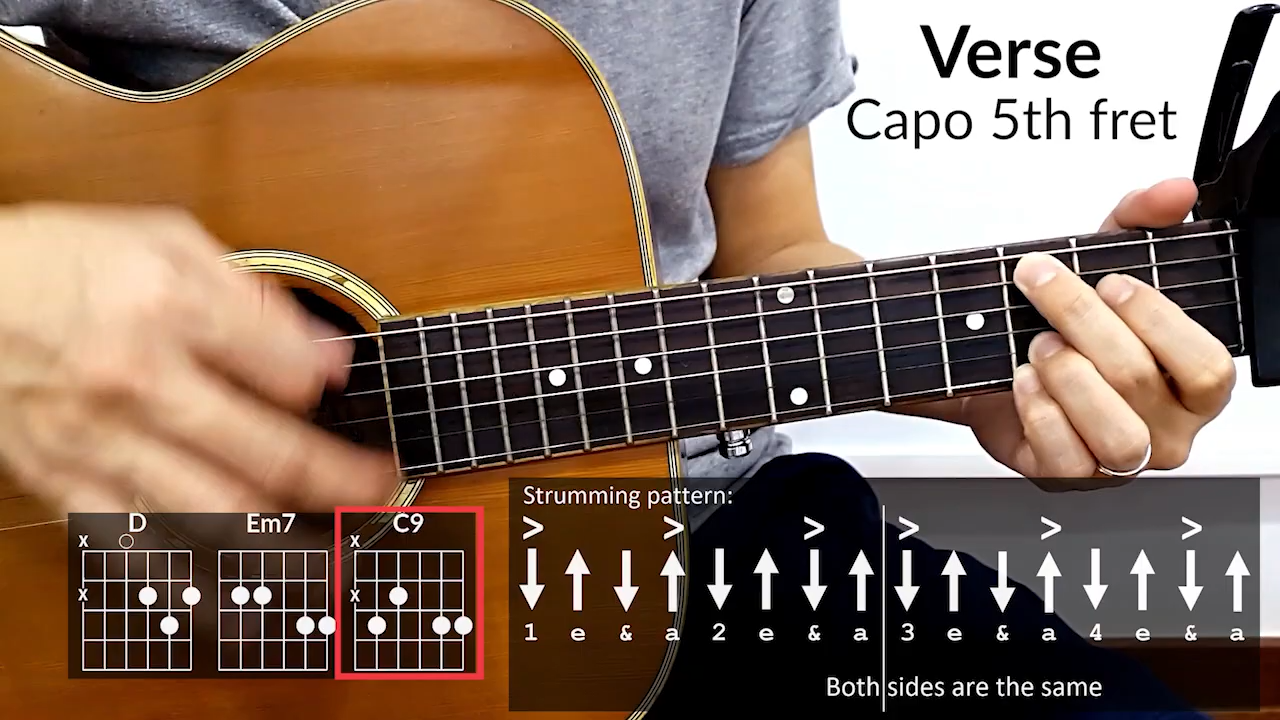 Verse
Capo 5th fret
D Em7 C9
x x
x x
Strumming pattern:
> > > > > >
1 e & a 2 e & a 3 e & a 4 e & a
Both sides are the same